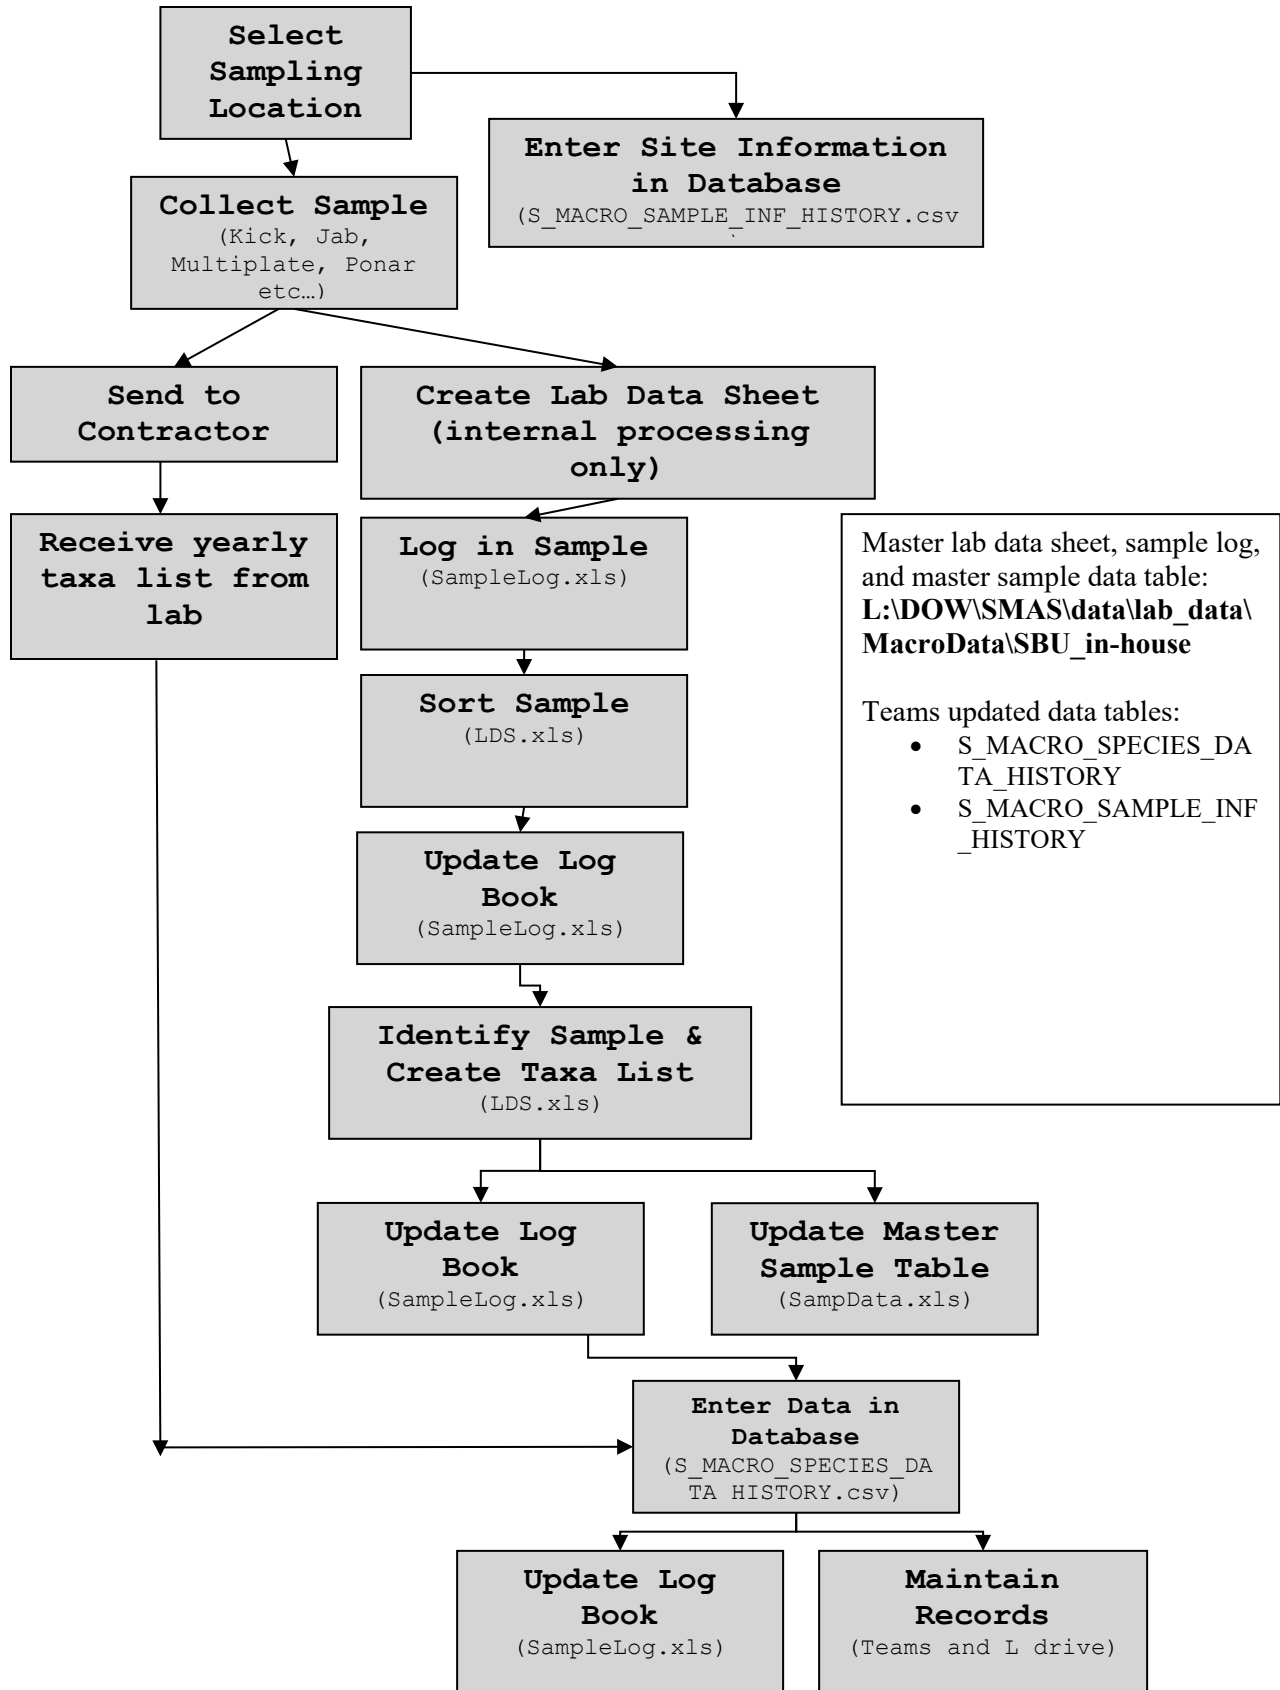 Select
Sampling
Location
Enter Site Information
in Database
(S_MACRO_SAMPLE_INF_HISTORY.csv
Collect Sample
(Kick, Jab,
Multiplate, Ponar
etc…)
Send to
Contractor
Create Lab Data Sheet
(internal processing
only)
Receive yearly
taxa list from
lab
Log in Sample
(SampleLog.xls)
Master lab data sheet, sample log,
and master sample data table:
L:\DOW\SMAS\data\lab_data\
MacroData\SBU_in-house
Teams updated data tables:
• S_MACRO_SPECIES_DA
TA_HISTORY
• S_MACRO_SAMPLE_INF
_HISTORY
Sort Sample
(LDS.xls)
Update Log
Book
(SampleLog.xls)
Identify Sample &
Create Taxa List
(LDS.xls)
Update Log
Book
(SampleLog.xls)
Update Master
Sample Table
(SampData.xls)
Enter Data in
Database
(S_MACRO_SPECIES_DA
TA HISTORY.csv)
Update Log
Book
(SampleLog.xls)
Maintain
Records
(Teams and L drive)